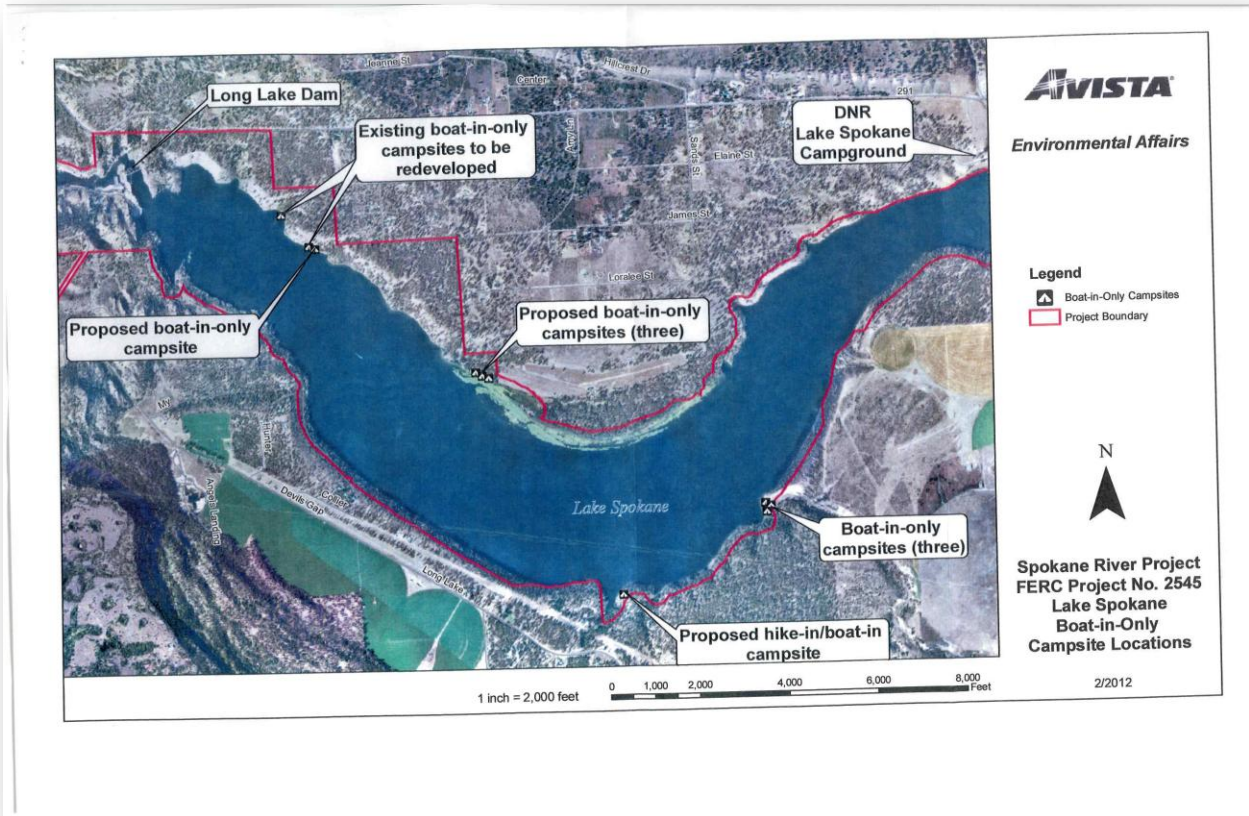 Jeanne St
Center
Hillcrest Dr
291
Long Lake Dam
Existing boat-in-only
campsites to be
redeveloped
DNR
Lake Spokane
Campground
Sands St
Elaine St
James St
Loralee St
Proposed boat-in-only
campsite
Proposed boat-in-only
campsites (three)
Hunter
Angels Landing
Devils Gap
Collier
Long Lake
Lake Spokane
Boat-in-only
campsites (three)
Proposed hike-in/boat-in
campsite
1 inch = 2,000 feet
0 1,000 2,000 4,000 6,000 8,000
Feet
AVISTA
Environmental Affairs
Legend
Boat-in-Only Campsites
Project Boundary
N
Spokane River Project
FERC Project No. 2545
Lake Spokane
Boat-in-Only
Campsite Locations
2/2012